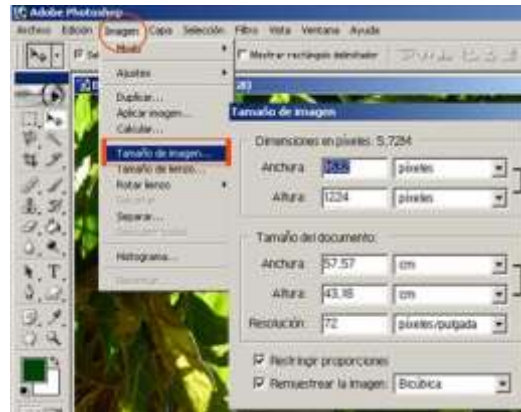 Adobe Photoshop
Archivo Edición Imagen Capa Selección Filtro Vista Ventana Ayuda
Modo
Mostrar rectángulo delimitador
Ajustes
Duplicar...
Aplicar imagen...
Calcular...
Tamaño de imagen...
Tamaño de lienzo...
Rotar lienzo
Separar...
Histograma...
Tamaño de imagen
Dimensiones en píxeles:
Anchura: 1632 píxeles
Altura: 1224 píxeles
Tamaño del documento:
Anchura: 57,57 cm
Altura: 43,18 cm
Resolución: 72 píxeles/pulgada
Restringir proporciones
Remuestrear la imagen: Bicúbica